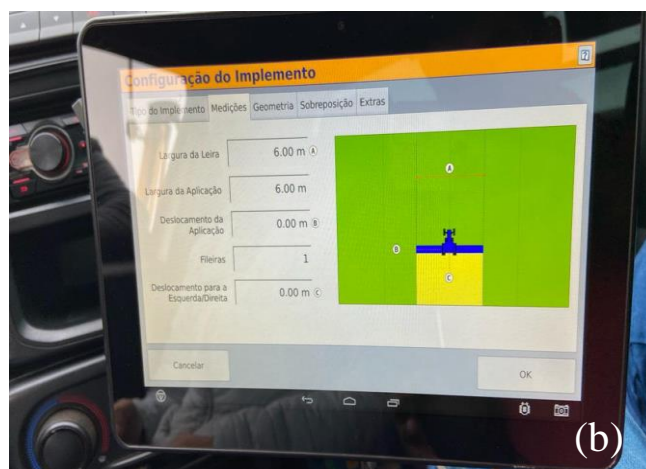 Configuração do Implemento
Tipo do Implemento Medições Geometria Sobreposição Extras
Largura da Leira 6.00 m A
Largura da Aplicação 6.00 m
Deslocamento da
Aplicação 0.00 m B
Fileiras 1
Deslocamento para a
Esquerda/Direita 0.00 m C
A
B
C
Cancelar
OK
(b)